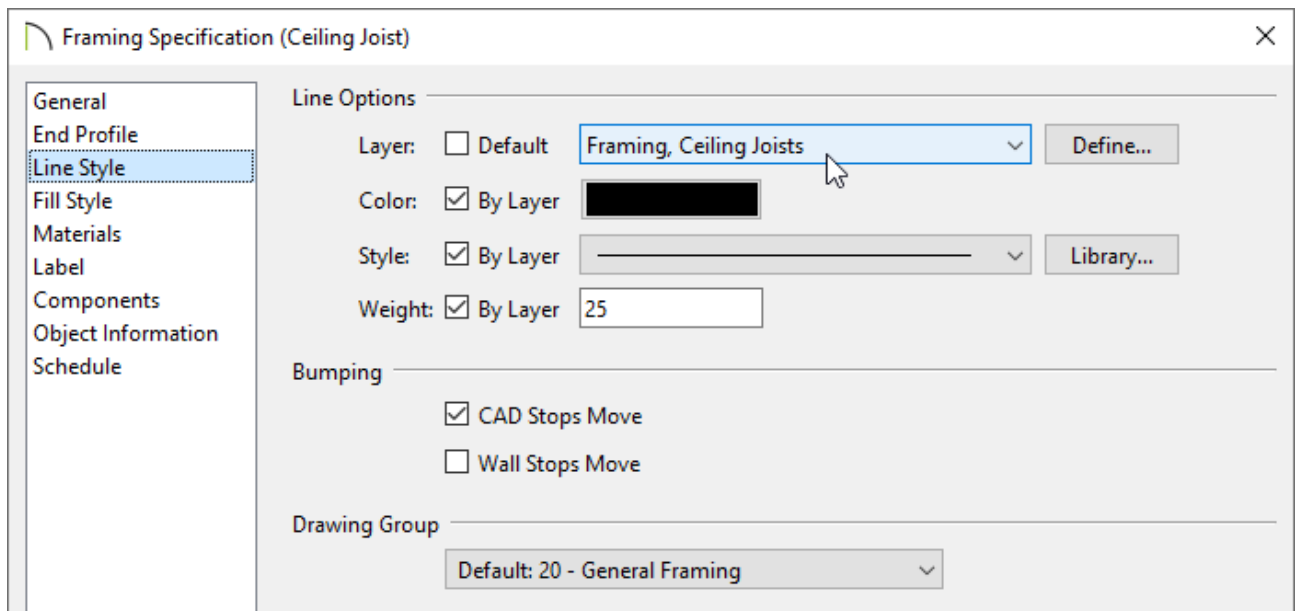 Framing Specification (Ceiling Joist)
General
End Profile
Line Style
Fill Style
Materials
Label
Components
Object Information
Schedule
Line Options
Layer: Default Framing, Ceiling Joists Define...
Color: By Layer
Style: By Layer Library...
Weight: By Layer 25
Bumping
CAD Stops Move
Wall Stops Move
Drawing Group
Default: 20 - General Framing